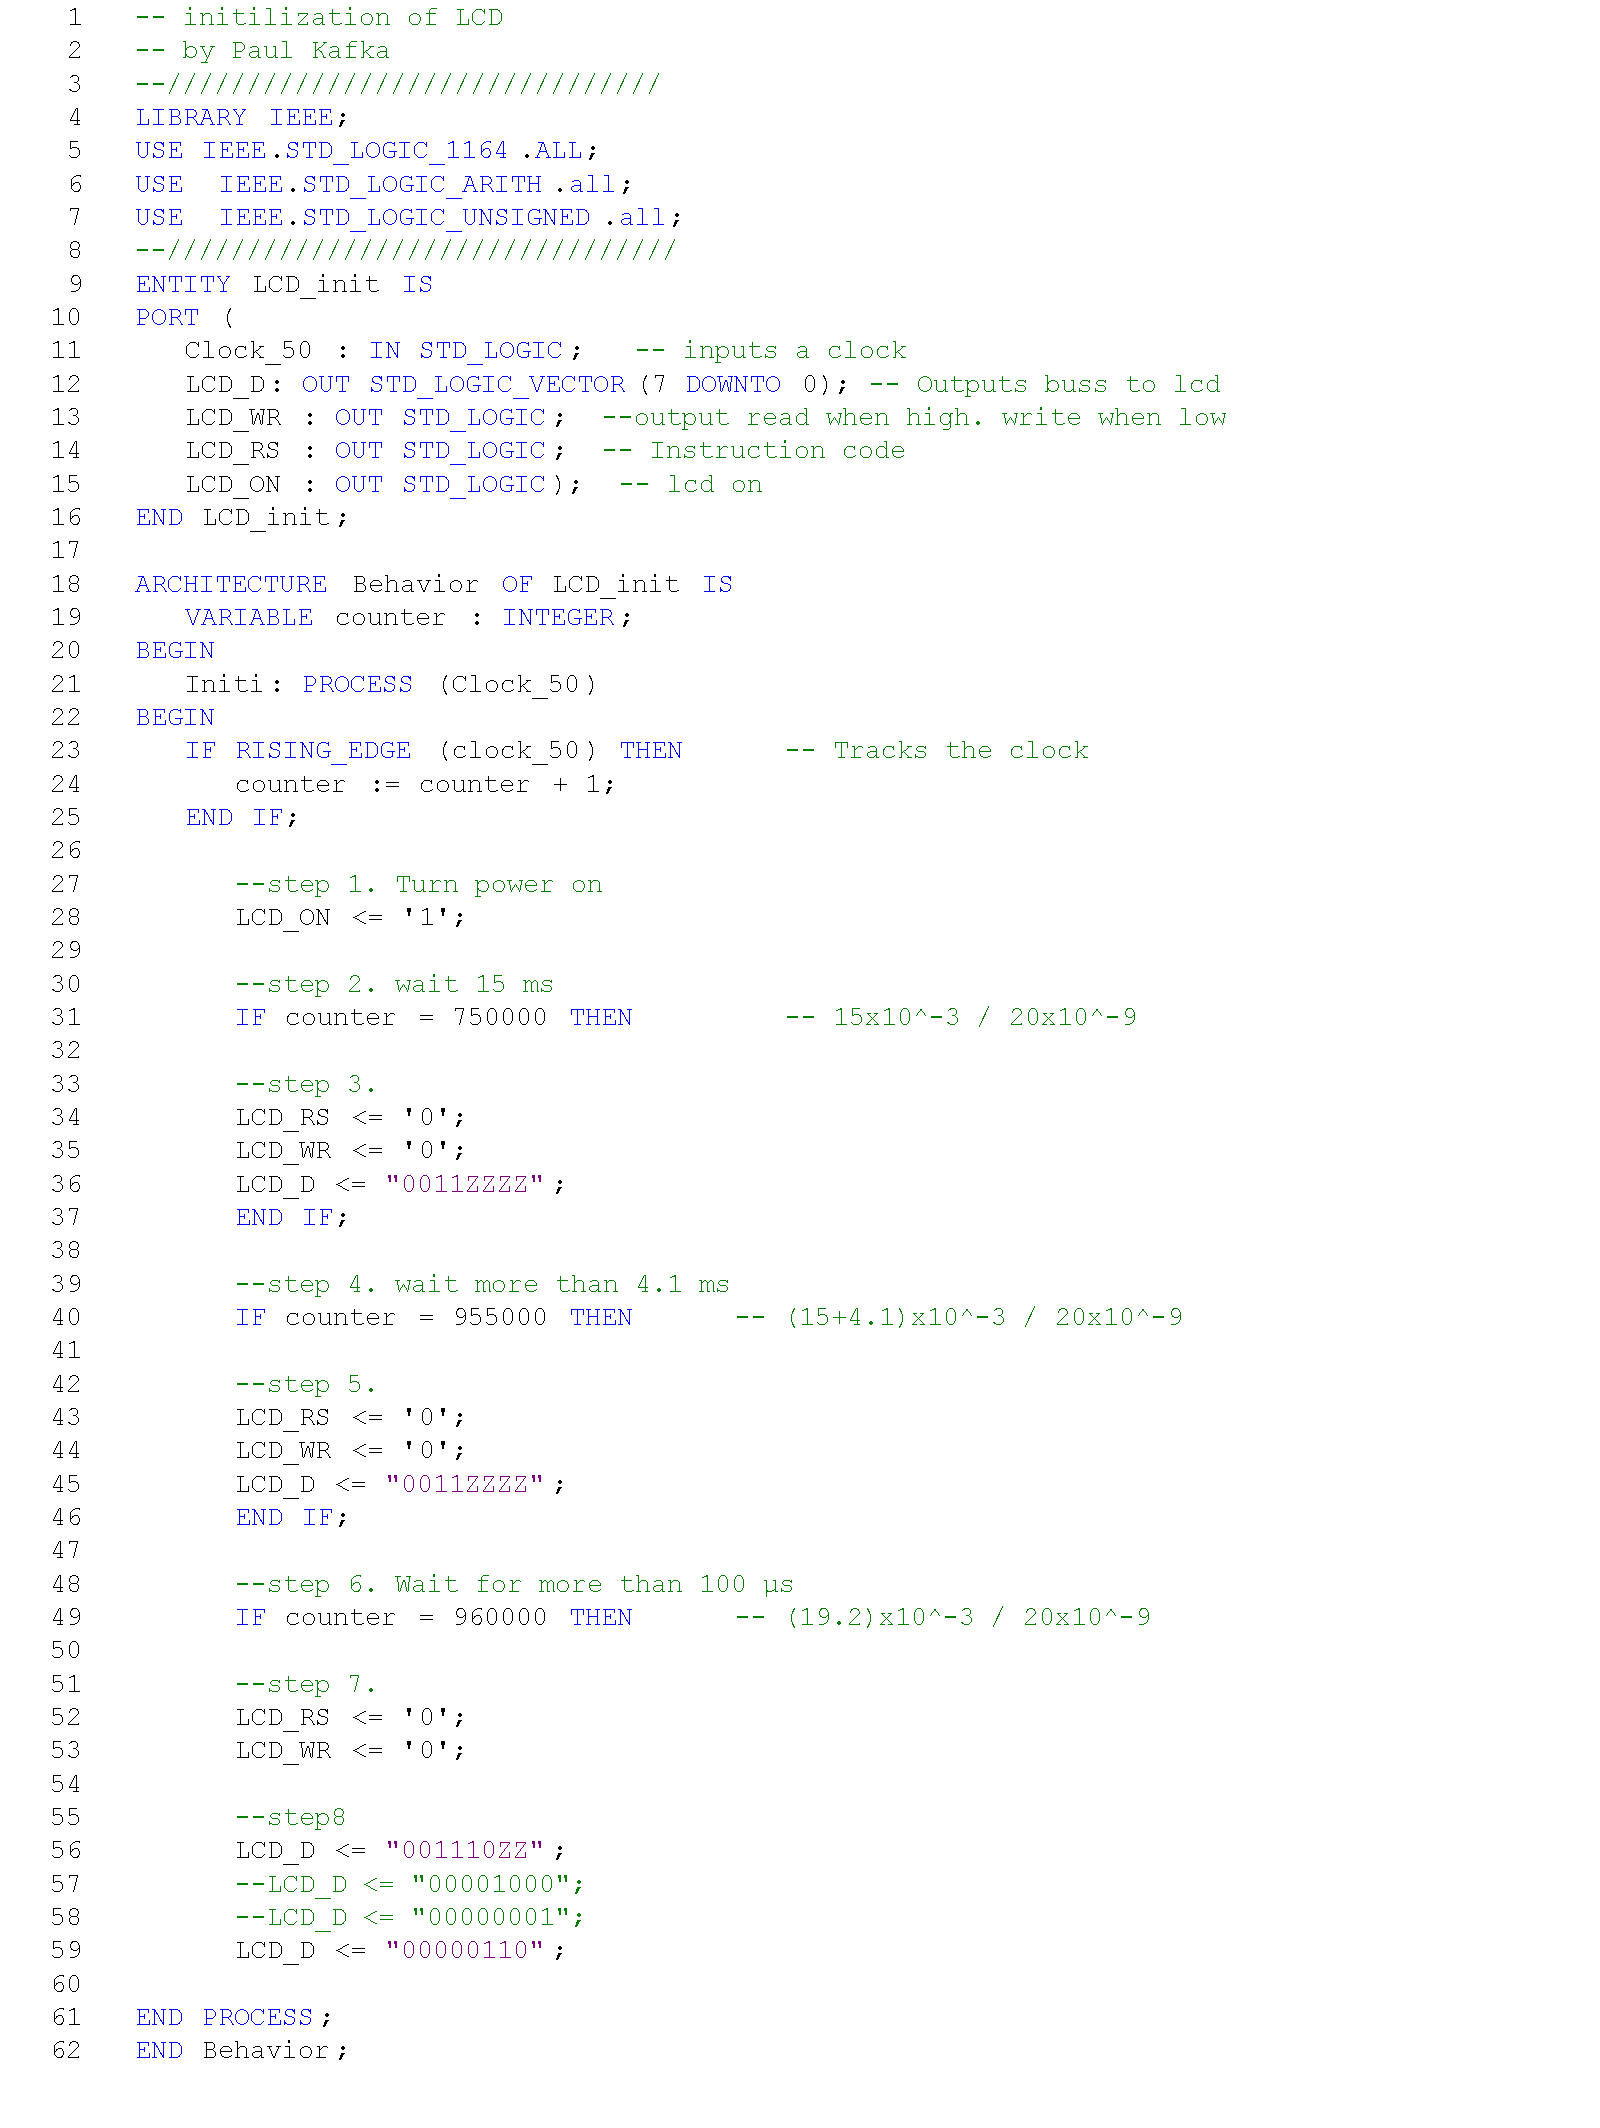 1 -- initilization of LCD
2 -- by Paul Kafka
3 --///////////////////////////////
4 LIBRARY IEEE;
5 USE IEEE.STD_LOGIC_1164 .ALL;
6 USE  IEEE.STD_LOGIC_ARITH .all;
7 USE  IEEE.STD_LOGIC_UNSIGNED .all;
8 --////////////////////////////////
9 ENTITY LCD_init IS
10 PORT (
11 Clock_50 : IN STD_LOGIC; -- inputs a clock
12 LCD_D: OUT STD_LOGIC_VECTOR (7 DOWNTO 0); -- Outputs buss to lcd
13 LCD_WR : OUT STD_LOGIC; --output read when high. write when low
14 LCD_RS : OUT STD_LOGIC; -- Instruction code
15 LCD_ON : OUT STD_LOGIC); -- lcd on
16 END LCD_init;
17
18 ARCHITECTURE Behavior OF LCD_init IS
19 VARIABLE counter : INTEGER;
20 BEGIN
21 Initi: PROCESS (Clock_50)
22 BEGIN
23 IF RISING_EDGE (clock_50) THEN -- Tracks the clock
24 counter := counter + 1;
25 END IF;
26
27 --step 1. Turn power on
28 LCD_ON <= '1';
29
30 --step 2. wait 15 ms
31 IF counter = 750000 THEN -- 15x10^-3 / 20x10^-9
32
33 --step 3.
34 LCD_RS <= '0';
35 LCD_WR <= '0';
36 LCD_D <= "0011ZZZZ";
37 END IF;
38
39 --step 4. wait more than 4.1 ms
40 IF counter = 955000 THEN -- (15+4.1)x10^-3 / 20x10^-9
41
42 --step 5.
43 LCD_RS <= '0';
44 LCD_WR <= '0';
45 LCD_D <= "0011ZZZZ";
46 END IF;
47
48 --step 6. Wait for more than 100 µs
49 IF counter = 960000 THEN -- (19.2)x10^-3 / 20x10^-9
50
51 --step 7.
52 LCD_RS <= '0';
53 LCD_WR <= '0';
54
55 --step8
56 LCD_D <= "001110ZZ";
57 --LCD_D <= "00001000";
58 --LCD_D <= "00000001";
59 LCD_D <= "00000110";
60
61 END PROCESS;
62 END Behavior;